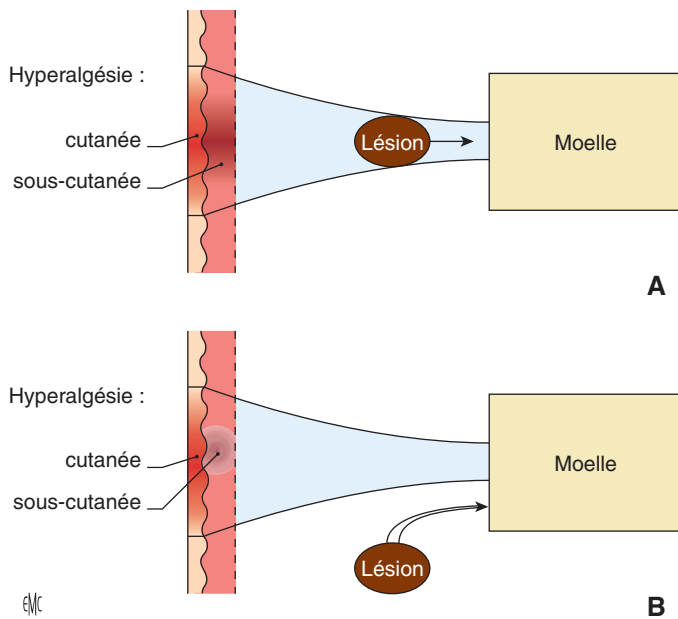 Hyperalgésie :
cutanée
sous-cutanée
Lésion
Moelle
A
Hyperalgésie :
cutanée
sous-cutanée
Lésion
Moelle
B
EMC